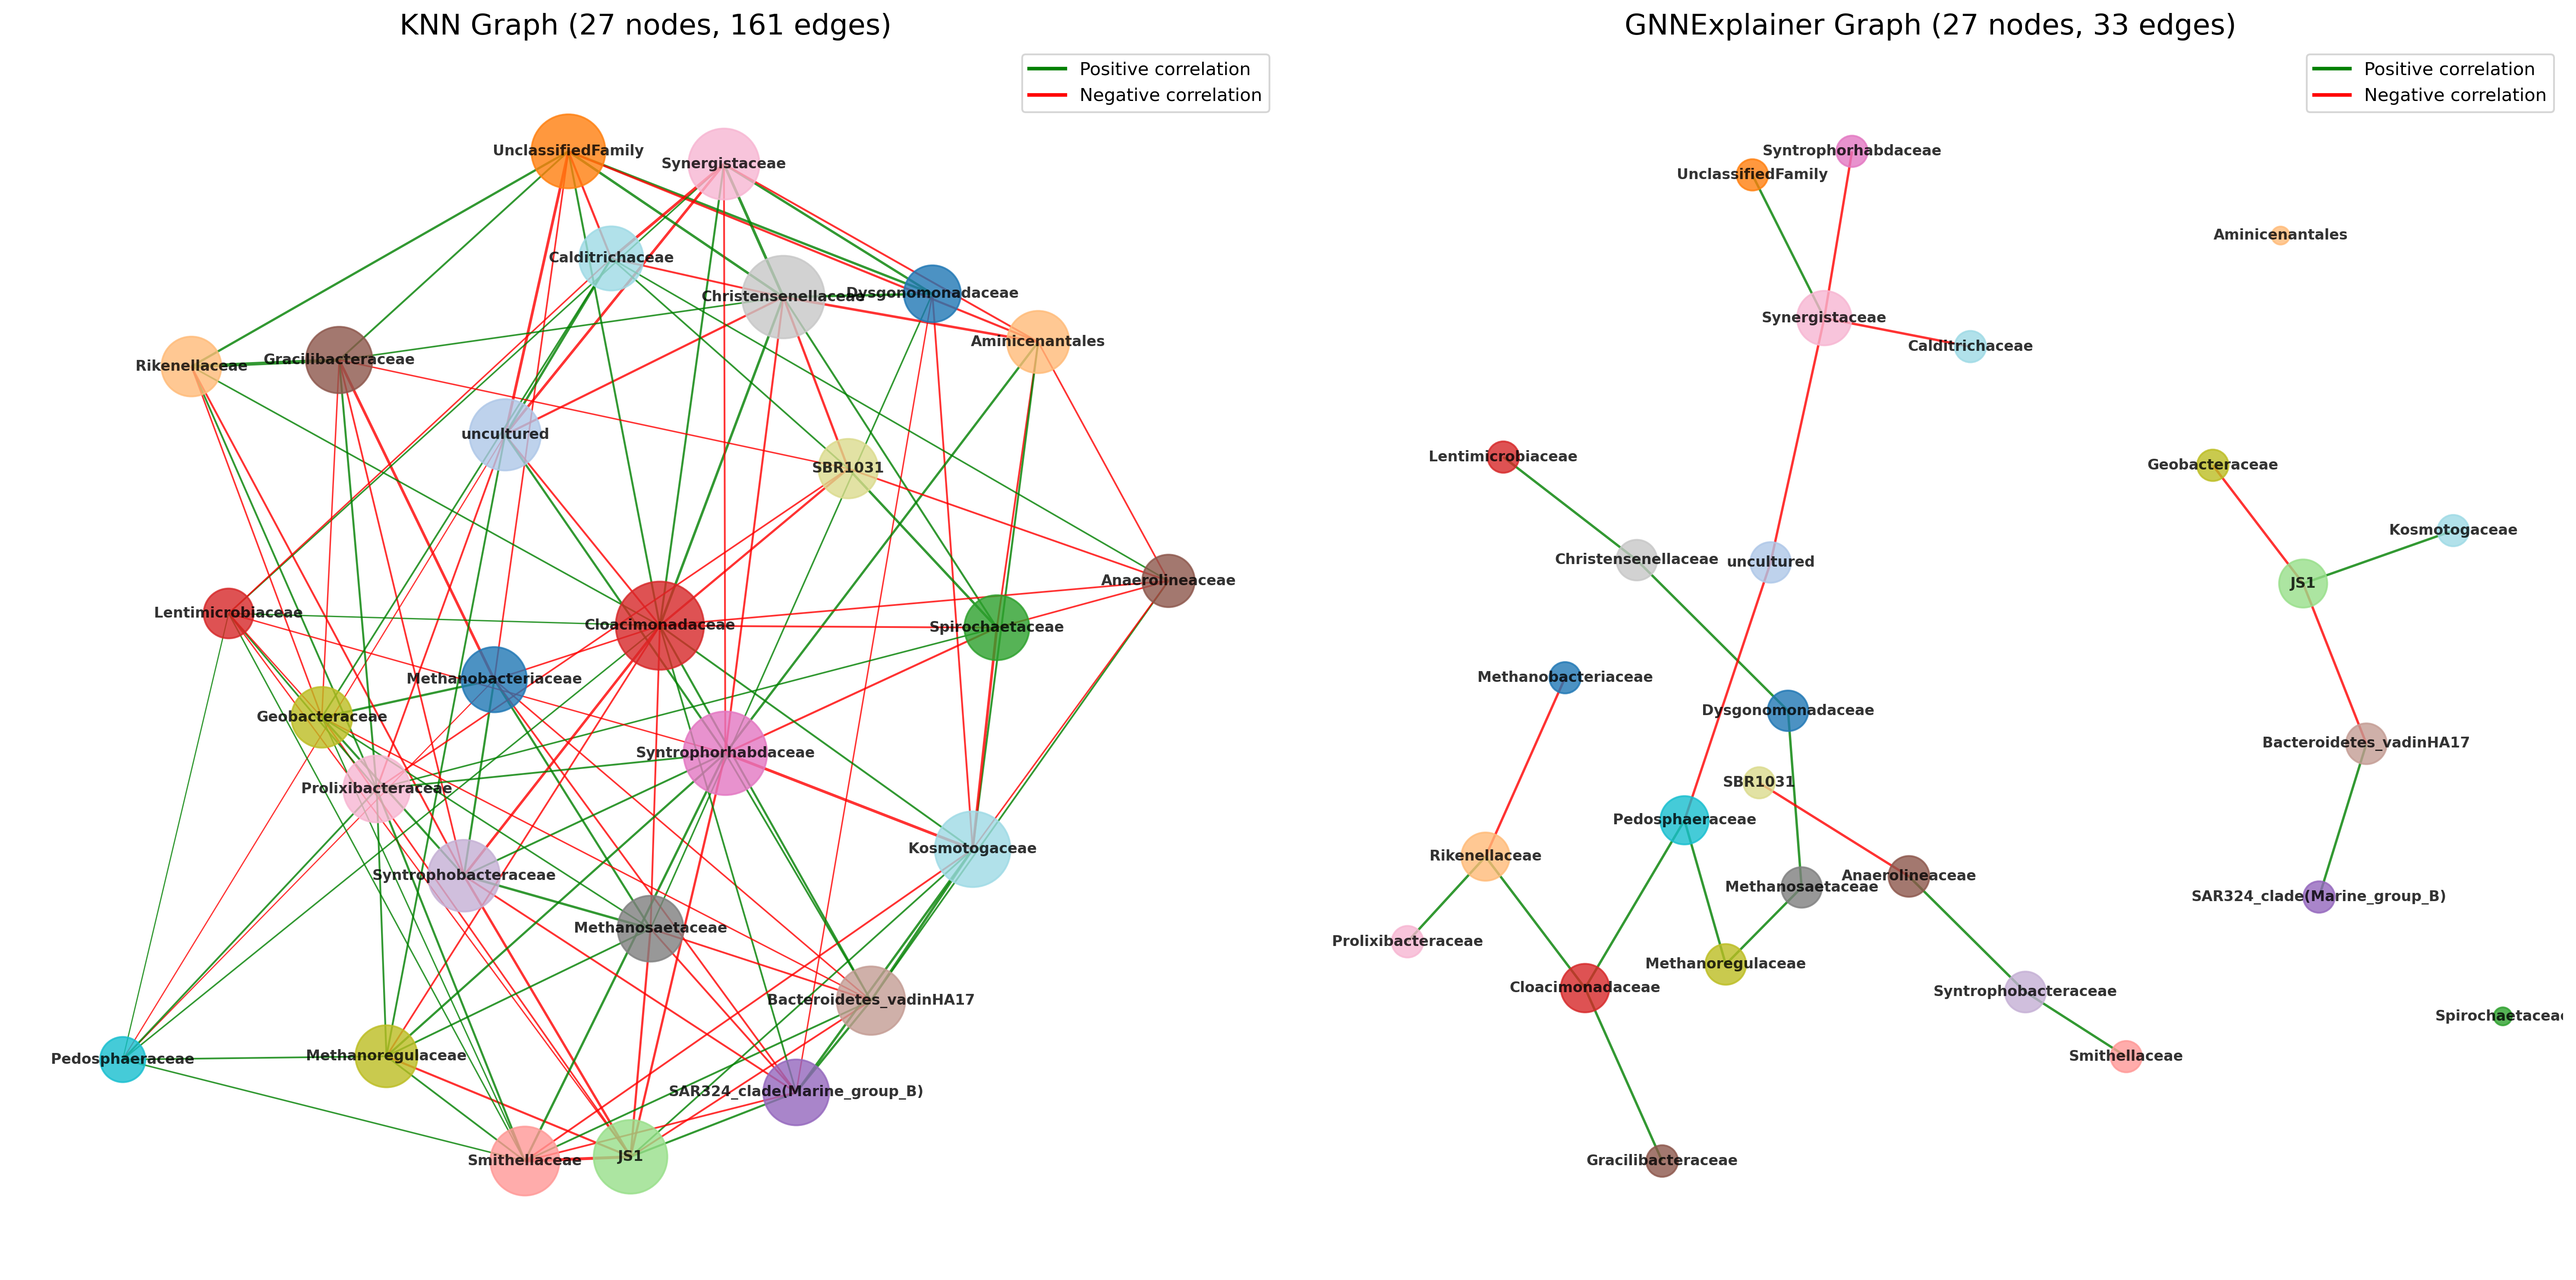 KNN Graph (27 nodes, 161 edges)
Positive correlation
Negative correlation
UnclassifiedFamily
Synergistaceae
Calditrichaceae
Christensenellaceae
Dysgonomonadaceae
Aminicenantales
Rikenellaceae
Gracilibacteraceae
uncultured
SBR1031
Anaerolineaceae
Lentimicrobiaceae
Cloacimonadaceae
Spirochaetaceae
Methanobacteriaceae
Geobacteraceae
Syntrophorhabdaceae
Prolixibacteraceae
Kosmotogaceae
Syntrophobacteraceae
Methanosaetaceae
Bacteroidetes_vadinHA17
Pedosphaeraceae
Methanoregulaceae
SAR324_clade(Marine_group_B)
Smithellaceae
JS1
GNNExplainer Graph (27 nodes, 33 edges)
Positive correlation
Negative correlation
Syntrophorhabdaceae
UnclassifiedFamily
Aminicenantales
Synergistaceae
Calditrichaceae
Lentimicrobiaceae
Geobacteraceae
Kosmotogaceae
Christensenellaceae
uncultured
JS1
Methanobacteriaceae
Dysgonomonadaceae
Bacteroidetes_vadinHA17
SBR1031
Pedosphaeraceae
Rikenellaceae
Methanosaetaceae
Anaerolineaceae
SAR324_clade(Marine_group_B)
Prolixibacteraceae
Methanoregulaceae
Cloacimonadaceae
Syntrophobacteraceae
Spirochaetaceae
Smithellaceae
Gracilibacteraceae